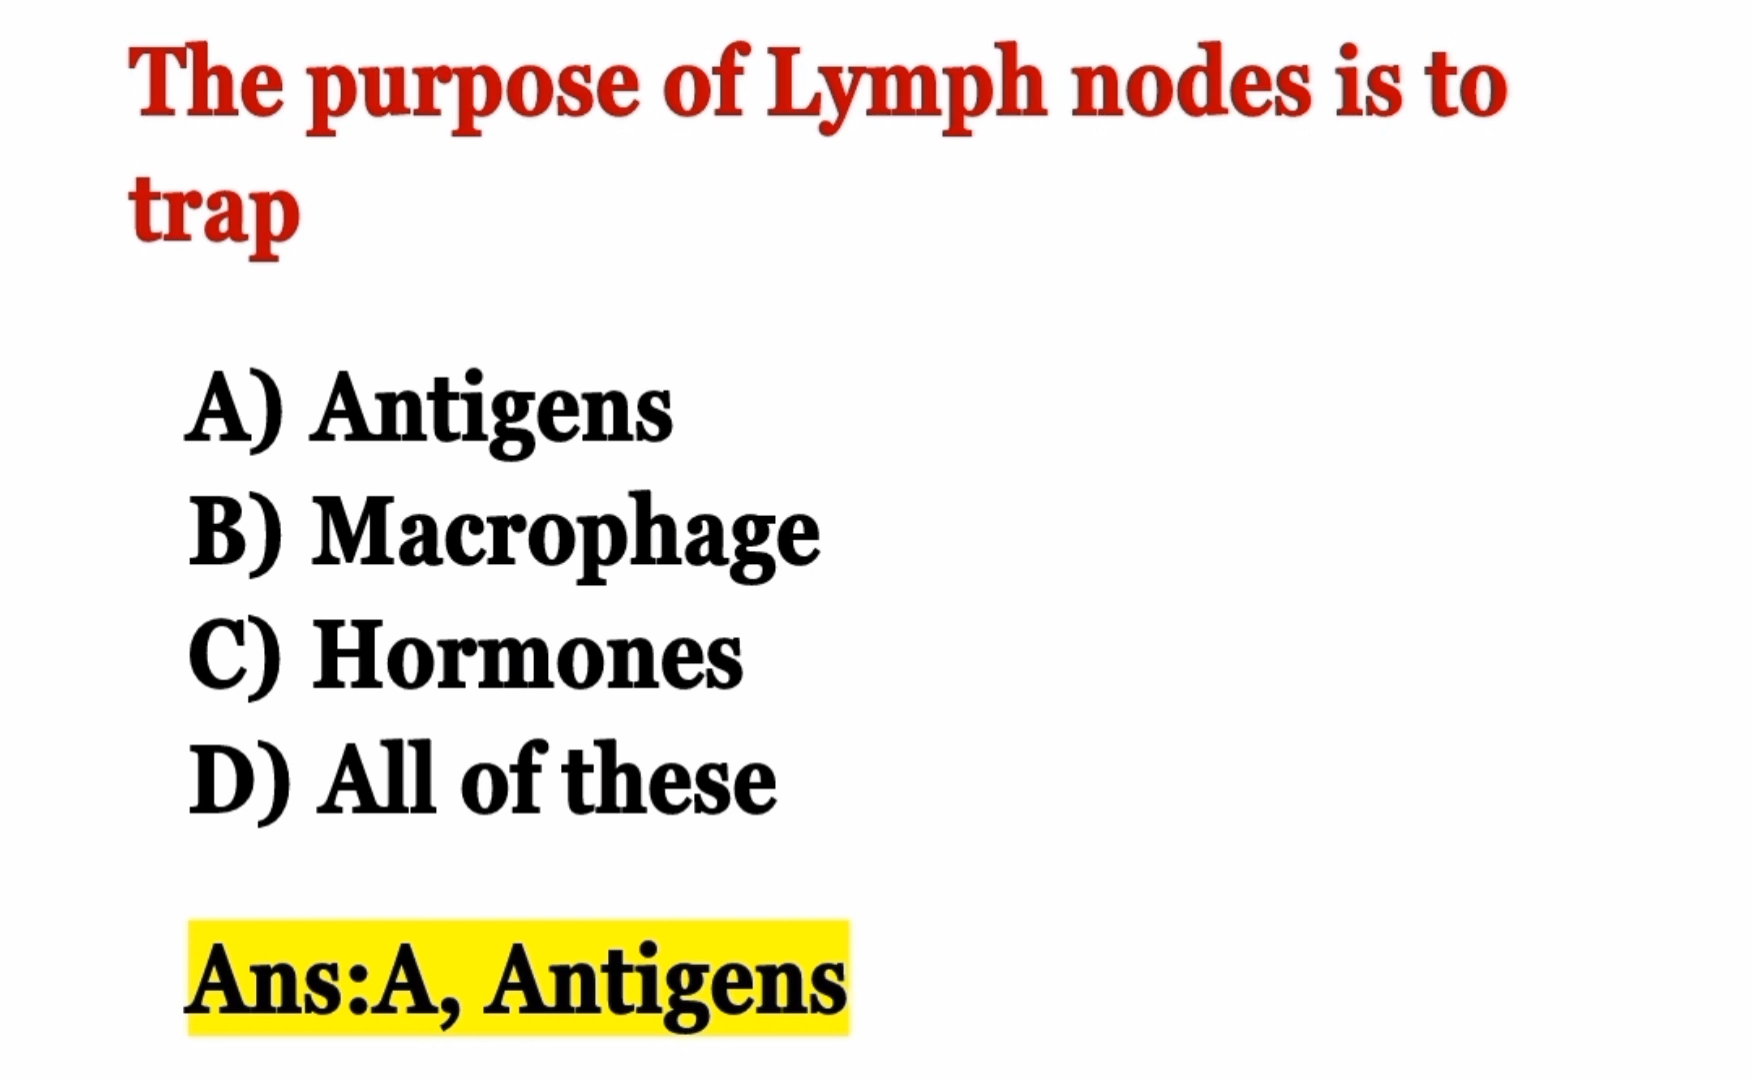 The purpose of Lymph nodes is to
trap
A) Antigens
B) Macrophage
C) Hormones
D) All of these
Ans:A, Antigens